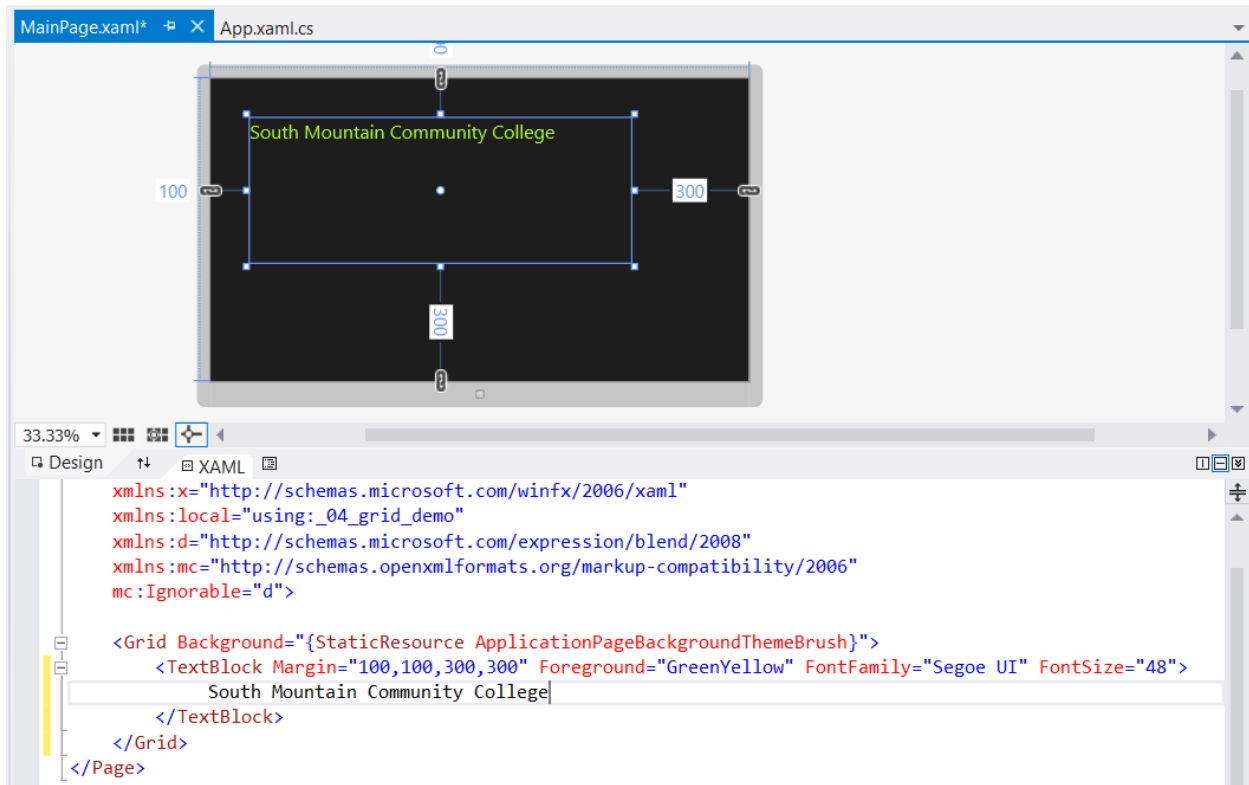 MainPage.xaml*
App.xaml.cs
South Mountain Community College
100
300
300
33.33%
Design
XAML
xmlns:x="http://schemas.microsoft.com/winfx/2006/xaml"
xmlns:local="using:_04_grid_demo"
xmlns:d="http://schemas.microsoft.com/expression/blend/2008"
xmlns:mc="http://schemas.openxmlformats.org/markup-compatibility/2006"
mc:Ignorable="d">
<Grid Background="{StaticResource ApplicationPageBackgroundThemeBrush}">
<TextBlock Margin="100,100,300,300" Foreground="GreenYellow" FontFamily="Segoe UI" FontSize="48">
South Mountain Community College
</TextBlock>
</Grid>
</Page>